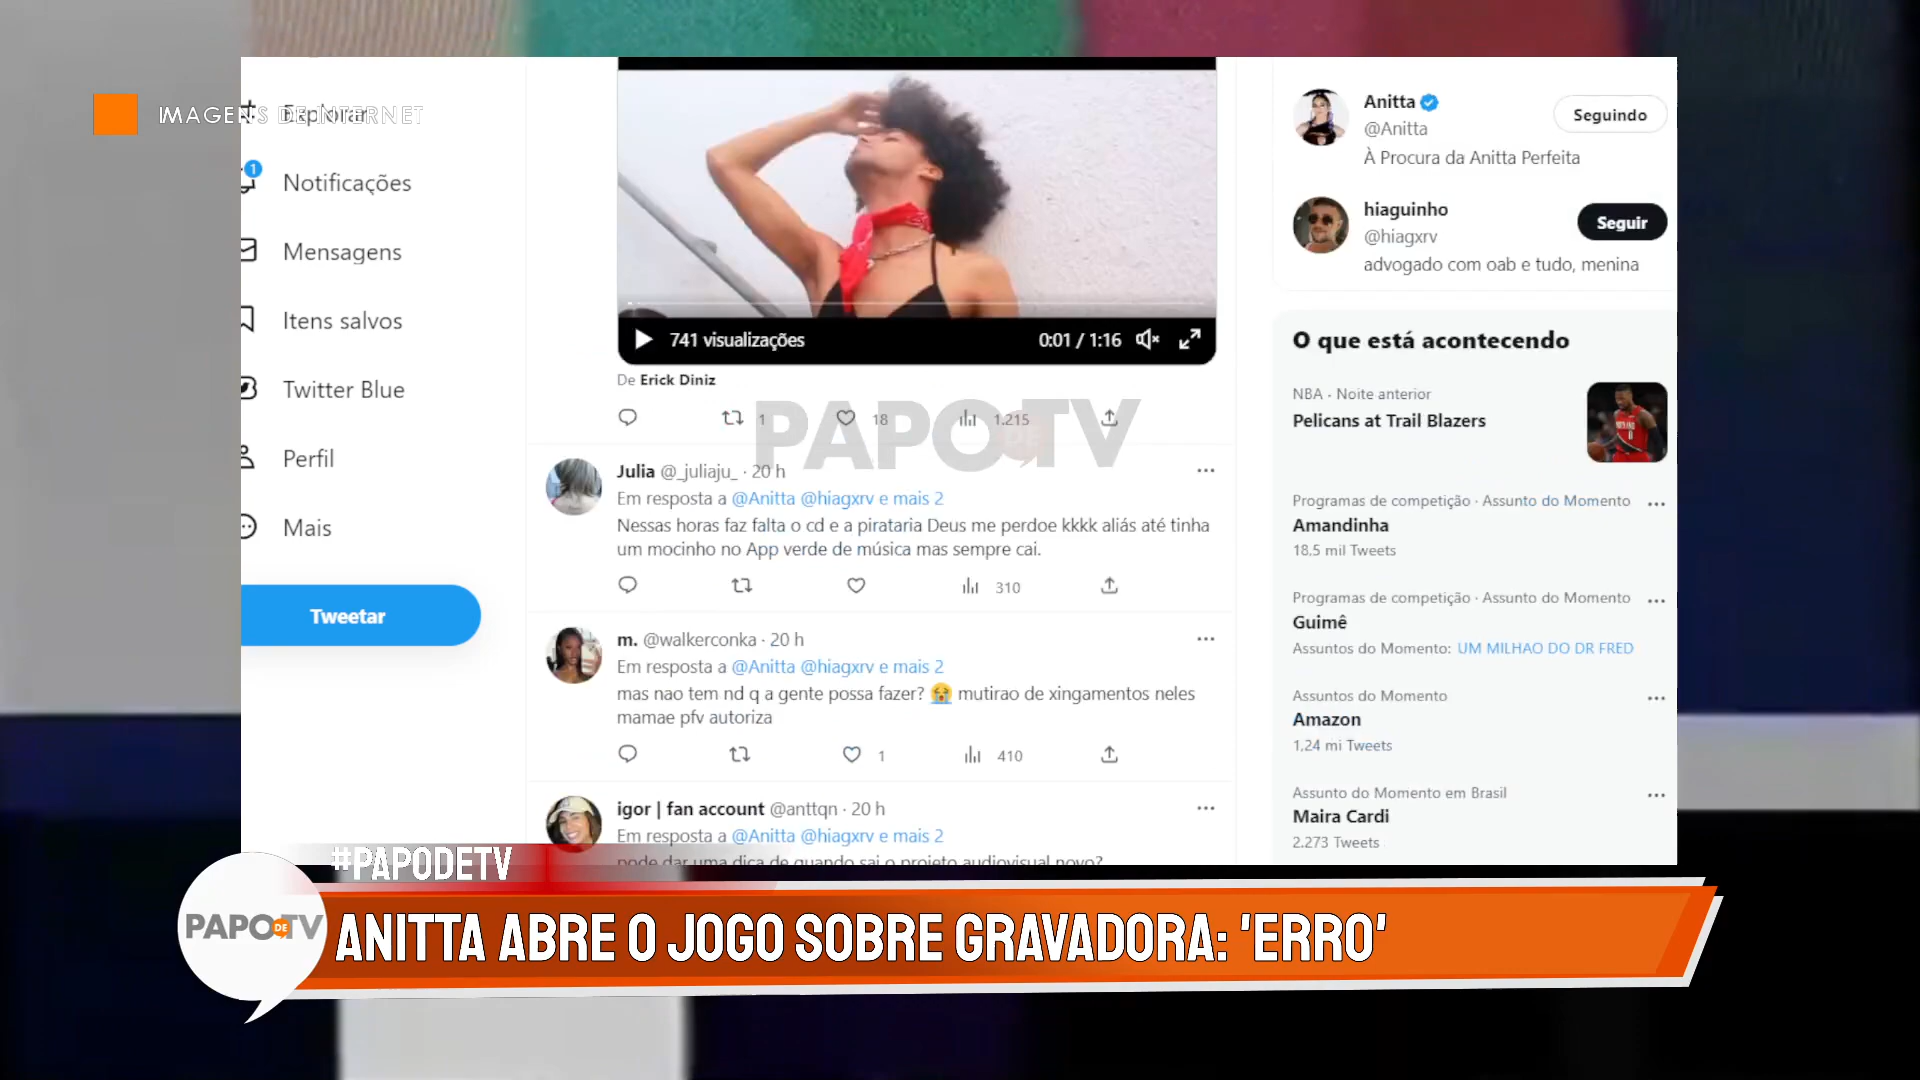 IMAGENS DE INTERNET
Explorar
1
Notificações
Mensagens
Itens salvos
Twitter Blue
Perfil
Mais
Tweetar
741 visualizações
0:01 / 1:16
De Erick Diniz
1
18
1.215
PAPO DE TV
Julia @_juliaju_ · 20 h
Em resposta a @Anitta @hiagxrv e mais 2
Nessas horas faz falta o cd e a pirataria Deus me perdoe kkkk aliás até tinha
um mocinho no App verde de música mas sempre cai.
310
m. @walkerconka · 20 h
Em resposta a @Anitta @hiagxrv e mais 2
mas nao tem nd q a gente possa fazer? 😭 mutirao de xingamentos neles
mamae pfv autoriza
1
410
igor | fan account @anttqn · 20 h
Em resposta a @Anitta @hiagxrv e mais 2
pode dar uma dica de quando sai o projeto audiovisual novo?
Anitta
@Anitta
Seguindo
À Procura da Anitta Perfeita
hiaguinho
@hiagxrv
Seguir
advogado com oab e tudo, menina
O que está acontecendo
NBA · Noite anterior
Pelicans at Trail Blazers
Programas de competição · Assunto do Momento
Amandinha
18,5 mil Tweets
Programas de competição · Assunto do Momento
Guimê
Assuntos do Momento: UM MILHAO DO DR FRED
Assuntos do Momento
Amazon
1,24 mi Tweets
Assunto do Momento em Brasil
Maira Cardi
2.273 Tweets
#PAPODETV
PAPO DE TV
ANITTA ABRE O JOGO SOBRE GRAVADORA: 'ERRO'